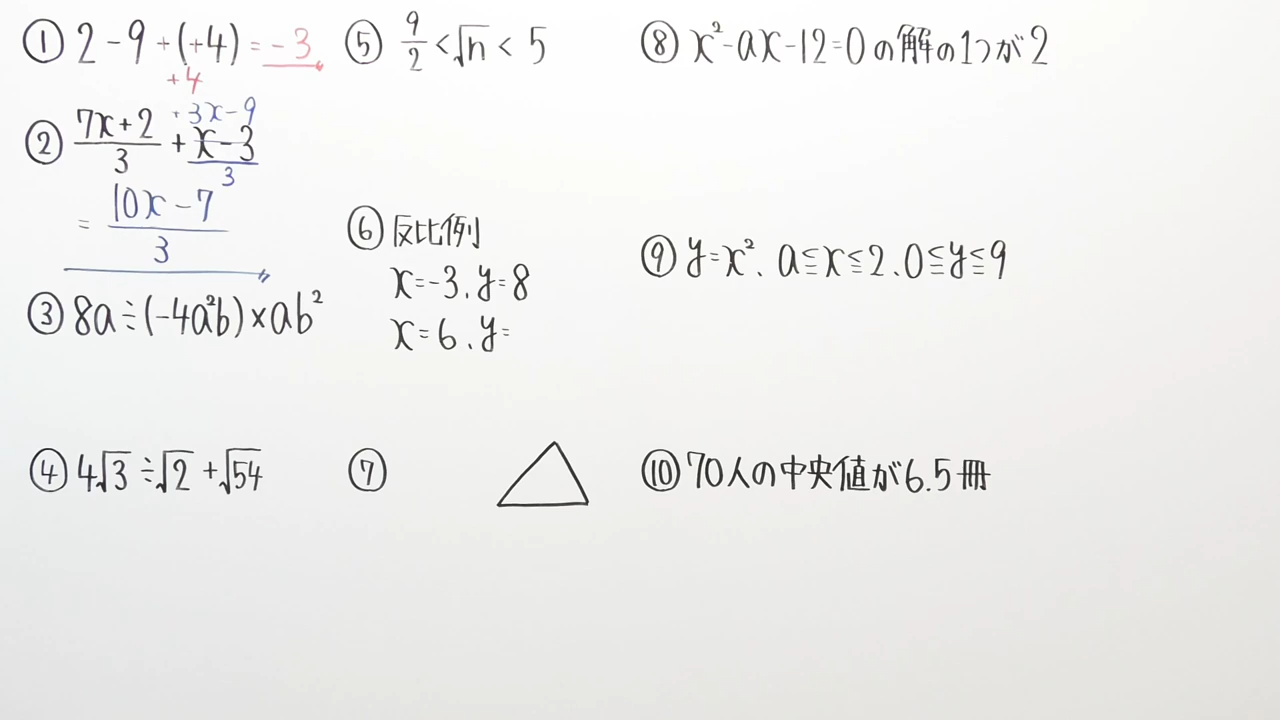 ① 2-9+(+4)=-3
+4
② (7x+2)/3+x-3
+3x-9
3
=(10x-7)/3
③ 8a÷(-4a²b)×ab²
④ 4√3÷√2+√54
⑤ 9/2<√n<5
⑥ 反比例
x=-3、y=8
x=6、y=
⑦
⑧ x²-ax-12=0の解の1つが2
⑨ y=x²、a≦x≦2、0≦y≦9
⑩ 70人の中央値が6.5冊